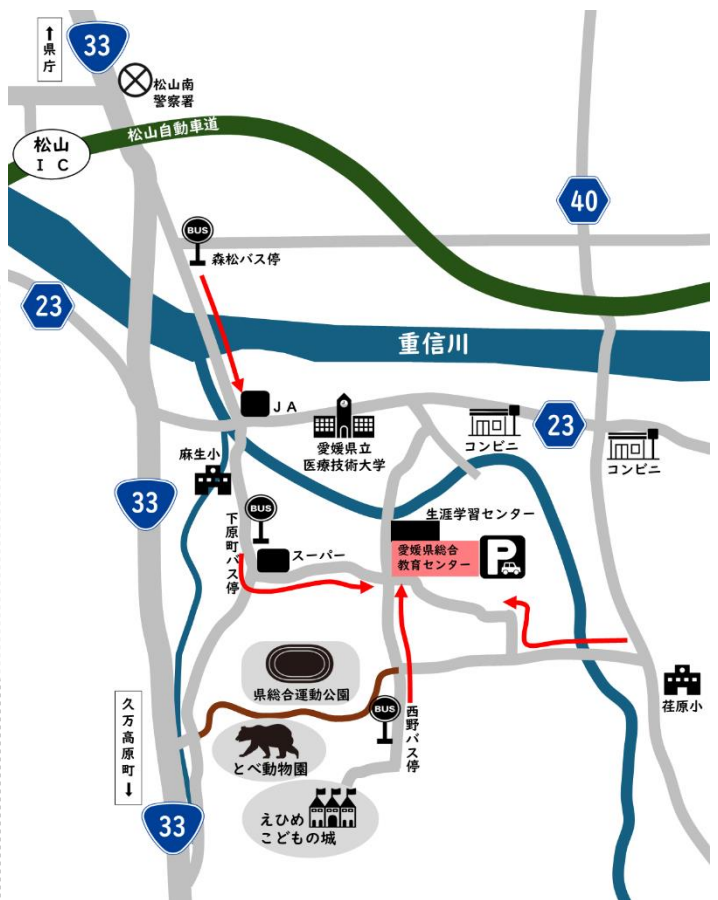 ↑県庁
33
松山南
警察署
松山自動車道
松山
ＩＣ
40
BUS
森松バス停
23
重信川
ＪＡ
愛媛県立
医療技術大学
コンビニ
23
コンビニ
麻生小
33
BUS
下原町バス停
スーパー
生涯学習センター
愛媛県総合
教育センター
P
県総合運動公園
荏原小
BUS
西野バス停
久万高原町↓
とべ動物園
33
えひめ
こどもの城